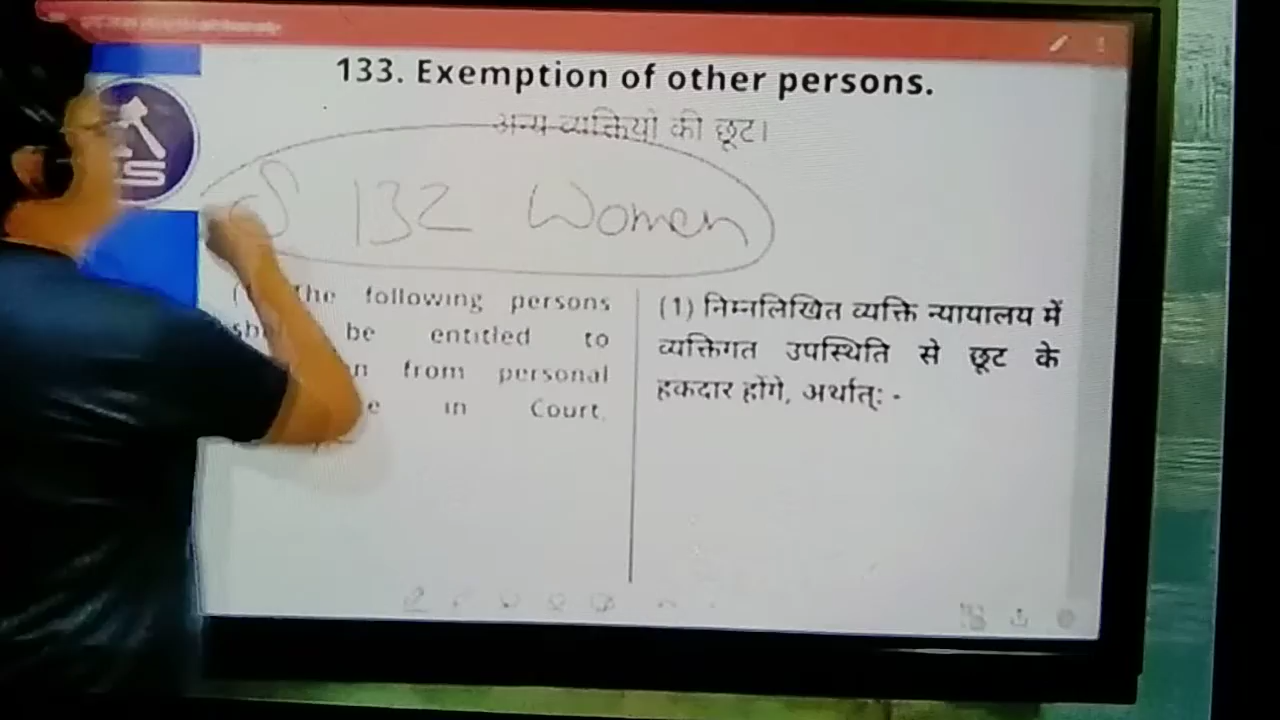 133. Exemption of other persons.
अन्य व्यक्तियों की छूट।
S 132 Women
The following persons
be entitled to
from personal
in Court.
(1) निम्नलिखित व्यक्ति न्यायालय में
व्यक्तिगत उपस्थिति से छूट के
हकदार होंगे, अर्थात्: -